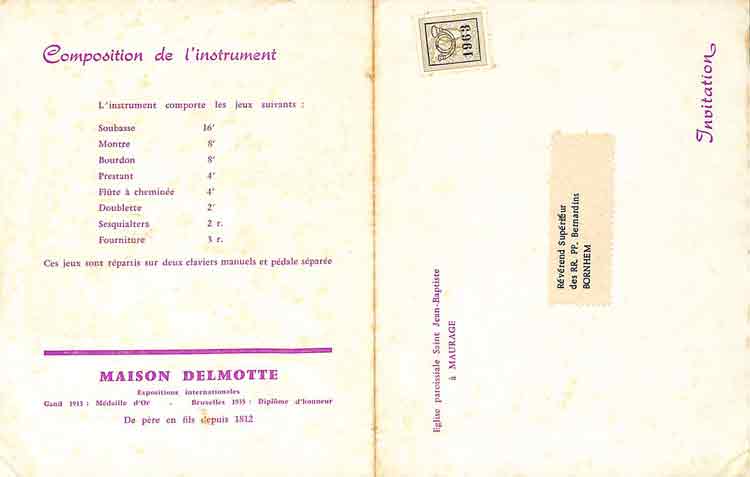 Composition de l'instrument
L'instrument comporte les jeux suivants :
Soubasse 16'
Montre 8'
Bourdon 8'
Prestant 4'
Flûte à cheminée 4'
Doublette 2'
Sesquialtera 2 r.
Fourniture 3 r.
Ces jeux sont répartis sur deux claviers manuels et pédale séparée
MAISON DELMOTTE
Expositions internationales
Gand 1913 : Médaille d'Or - Bruxelles 1935 : Diplôme d'honneur
De père en fils depuis 1812
1963
Invitation
Révérend Supérieur
des RR. PP. Bernardins
BORNHEM
Eglise paroissiale Saint Jean-Baptiste
à MAURAGE